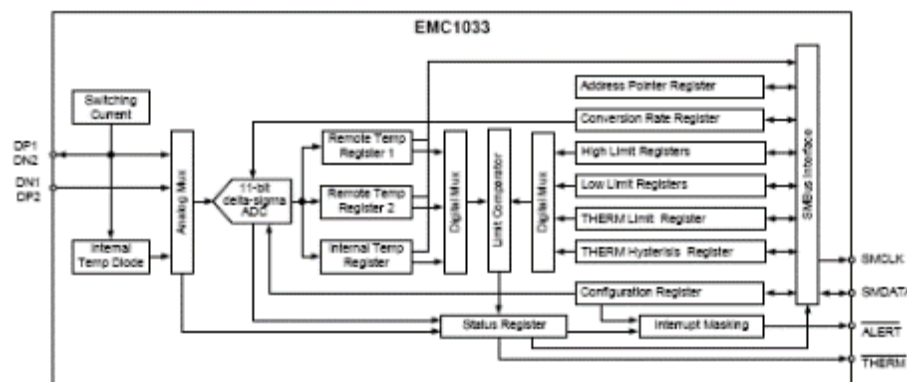 EMC1033
Switching
Current
DP1
DN2
DN1
DP2
Internal
Temp Diode
Analog Mux
11-bit
delta-sigma
ADC
Remote Temp
Register 1
Remote Temp
Register 2
Internal Temp
Register
Digital Mux
Limit Comparator
Digital Mux
Address Pointer Register
Conversion Rate Register
High Limit Registers
Low Limit Registers
THERM Limit Register
THERM Hysterisis Register
Configuration Register
Status Register
Interrupt Masking
SMBus Interface
SMCLK
SMDATA
ALERT
THERM